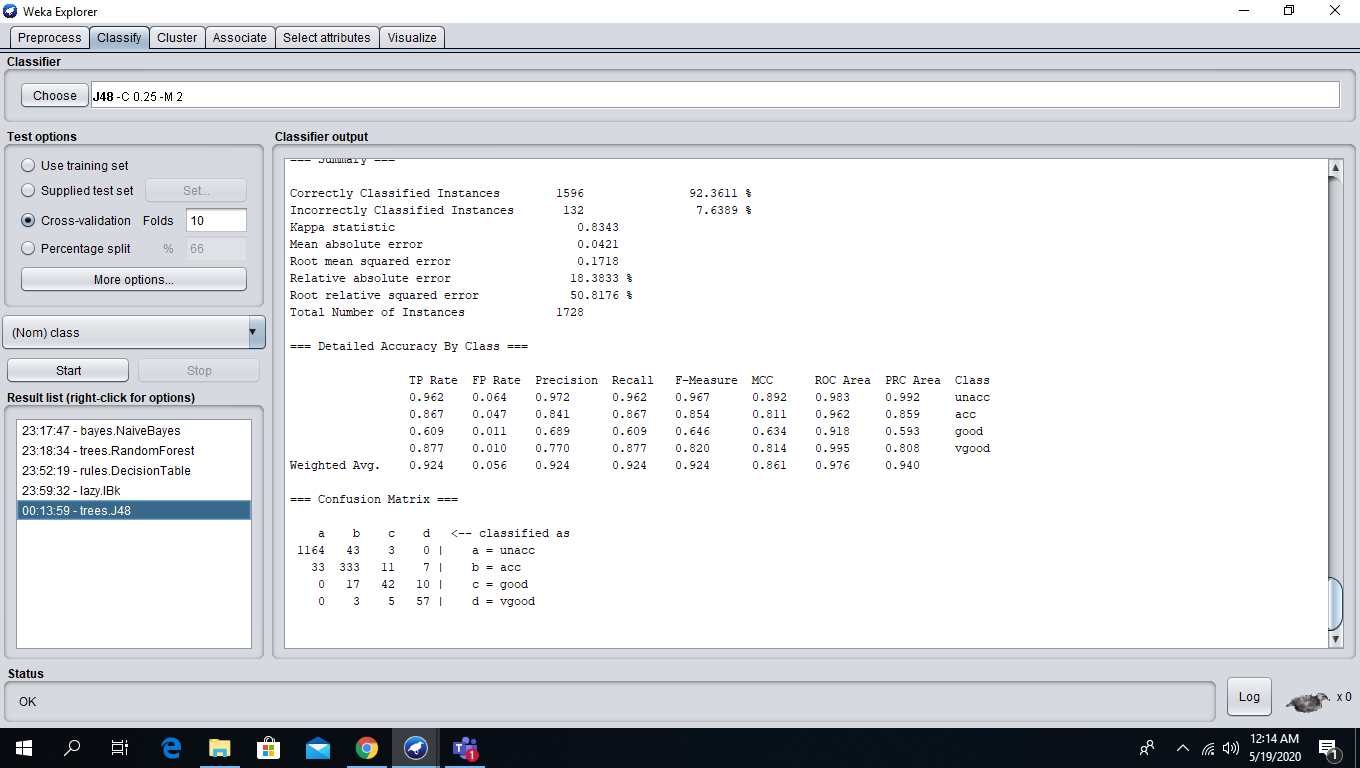 Weka Explorer
Preprocess Classify Cluster Associate Select attributes Visualize
Classifier
Choose J48 -C 0.25 -M 2
Test options
Use training set
Supplied test set Set...
Cross-validation Folds 10
Percentage split % 66
More options...
(Nom) class
Start Stop
Result list (right-click for options)
23:17:47 - bayes.NaiveBayes
23:18:34 - trees.RandomForest
23:52:19 - rules.DecisionTable
23:59:32 - lazy.IBk
00:13:59 - trees.J48
Classifier output
=== Summary ===
Correctly Classified Instances 1596 92.3611 %
Incorrectly Classified Instances 132 7.6389 %
Kappa statistic 0.8343
Mean absolute error 0.0421
Root mean squared error 0.1718
Relative absolute error 18.3833 %
Root relative squared error 50.8176 %
Total Number of Instances 1728
=== Detailed Accuracy By Class ===
TP Rate FP Rate Precision Recall F-Measure MCC ROC Area PRC Area Class
0.962 0.064 0.972 0.962 0.967 0.892 0.983 0.992 unacc
0.867 0.047 0.841 0.867 0.854 0.811 0.962 0.859 acc
0.609 0.011 0.689 0.609 0.646 0.634 0.918 0.593 good
0.877 0.010 0.770 0.877 0.820 0.814 0.995 0.808 vgood
Weighted Avg. 0.924 0.056 0.924 0.924 0.924 0.861 0.976 0.940
=== Confusion Matrix ===
a b c d <-- classified as
1164 43 3 0 | a = unacc
33 333 11 7 | b = acc
0 17 42 10 | c = good
0 3 5 57 | d = vgood
Status
OK
Log x 0
12:14 AM
5/19/2020
1
1